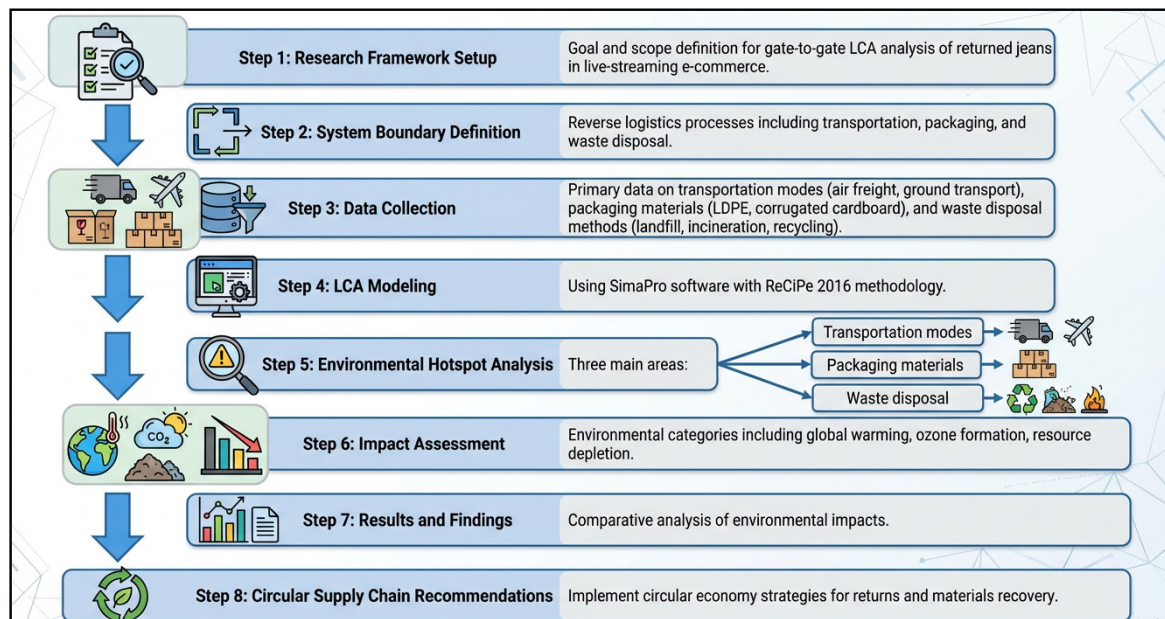 Step 1: Research Framework Setup
Goal and scope definition for gate-to-gate LCA analysis of returned jeans
in live-streaming e-commerce.
Step 2: System Boundary Definition
Reverse logistics processes including transportation, packaging, and
waste disposal.
Step 3: Data Collection
Primary data on transportation modes (air freight, ground transport),
packaging materials (LDPE, corrugated cardboard), and waste disposal
methods (landfill, incineration, recycling).
Step 4: LCA Modeling
Using SimaPro software with ReCiPe 2016 methodology.
Step 5: Environmental Hotspot Analysis
Three main areas:
Transportation modes
Packaging materials
Waste disposal
CO₂
Step 6: Impact Assessment
Environmental categories including global warming, ozone formation, resource
depletion.
Step 7: Results and Findings
Comparative analysis of environmental impacts.
Step 8: Circular Supply Chain Recommendations
Implement circular economy strategies for returns and materials recovery.